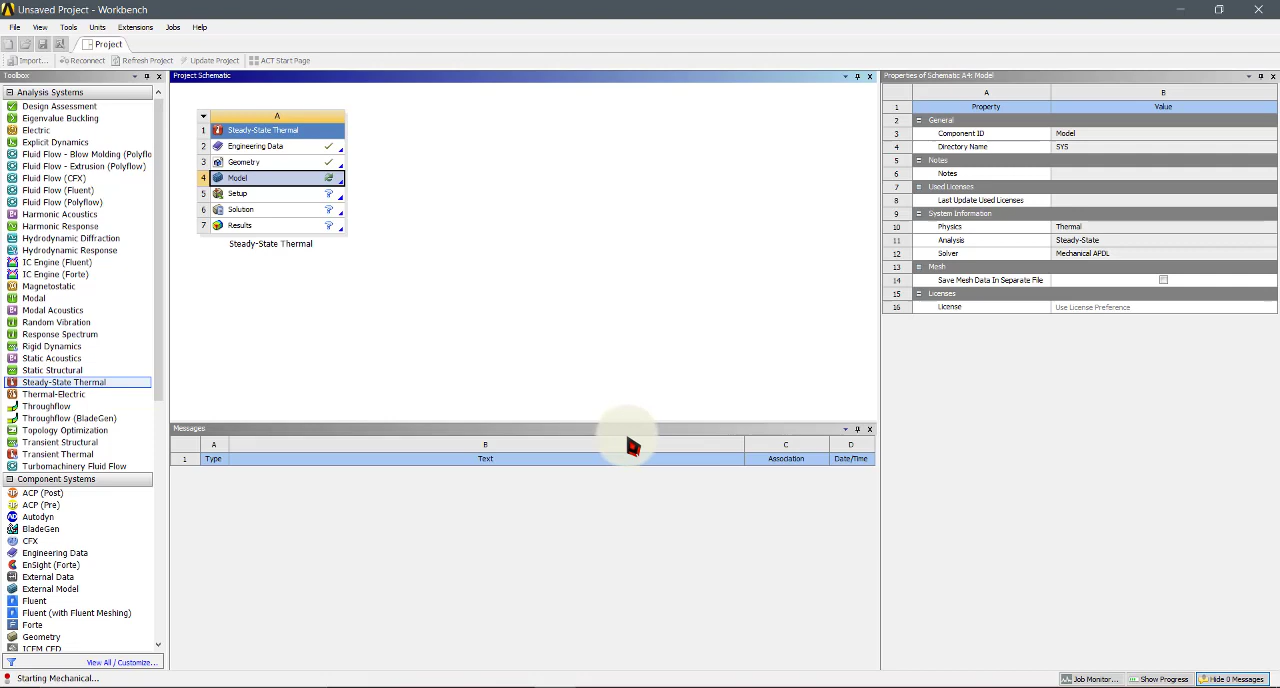 Unsaved Project - Workbench
File View Tools Units Extensions Jobs Help
Project
Import... Reconnect Refresh Project Update Project ACT Start Page
Toolbox
Analysis Systems
Design Assessment
Eigenvalue Buckling
Electric
Explicit Dynamics
Fluid Flow - Blow Molding (Polyflo
Fluid Flow - Extrusion (Polyflow)
Fluid Flow (CFX)
Fluid Flow (Fluent)
Fluid Flow (Polyflow)
Harmonic Acoustics
Harmonic Response
Hydrodynamic Diffraction
Hydrodynamic Response
IC Engine (Fluent)
IC Engine (Forte)
Magnetostatic
Modal
Modal Acoustics
Random Vibration
Response Spectrum
Rigid Dynamics
Static Acoustics
Static Structural
Steady-State Thermal
Thermal-Electric
Throughflow
Throughflow (BladeGen)
Topology Optimization
Transient Structural
Transient Thermal
Turbomachinery Fluid Flow
Component Systems
ACP (Post)
ACP (Pre)
Autodyn
BladeGen
CFX
Engineering Data
EnSight (Forte)
External Data
External Model
Fluent
Fluent (with Fluent Meshing)
Forte
Geometry
ICEM CFD
View All / Customize...
Project Schematic
A
1 Steady-State Thermal
2 Engineering Data
3 Geometry
4 Model
5 Setup
6 Solution
7 Results
Steady-State Thermal
Messages
A B C D
1 Type Text Association Date/Time
Properties of Schematic A4: Model
A B
1 Property Value
2 General
3 Component ID Model
4 Directory Name SYS
5 Notes
6 Notes
7 Used Licenses
8 Last Update Used Licenses
9 System Information
10 Physics Thermal
11 Analysis Steady-State
12 Solver Mechanical APDL
13 Mesh
14 Save Mesh Data In Separate File
15 Licenses
16 License Use License Preference
Starting Mechanical...
Job Monitor... Show Progress Hide 0 Messages